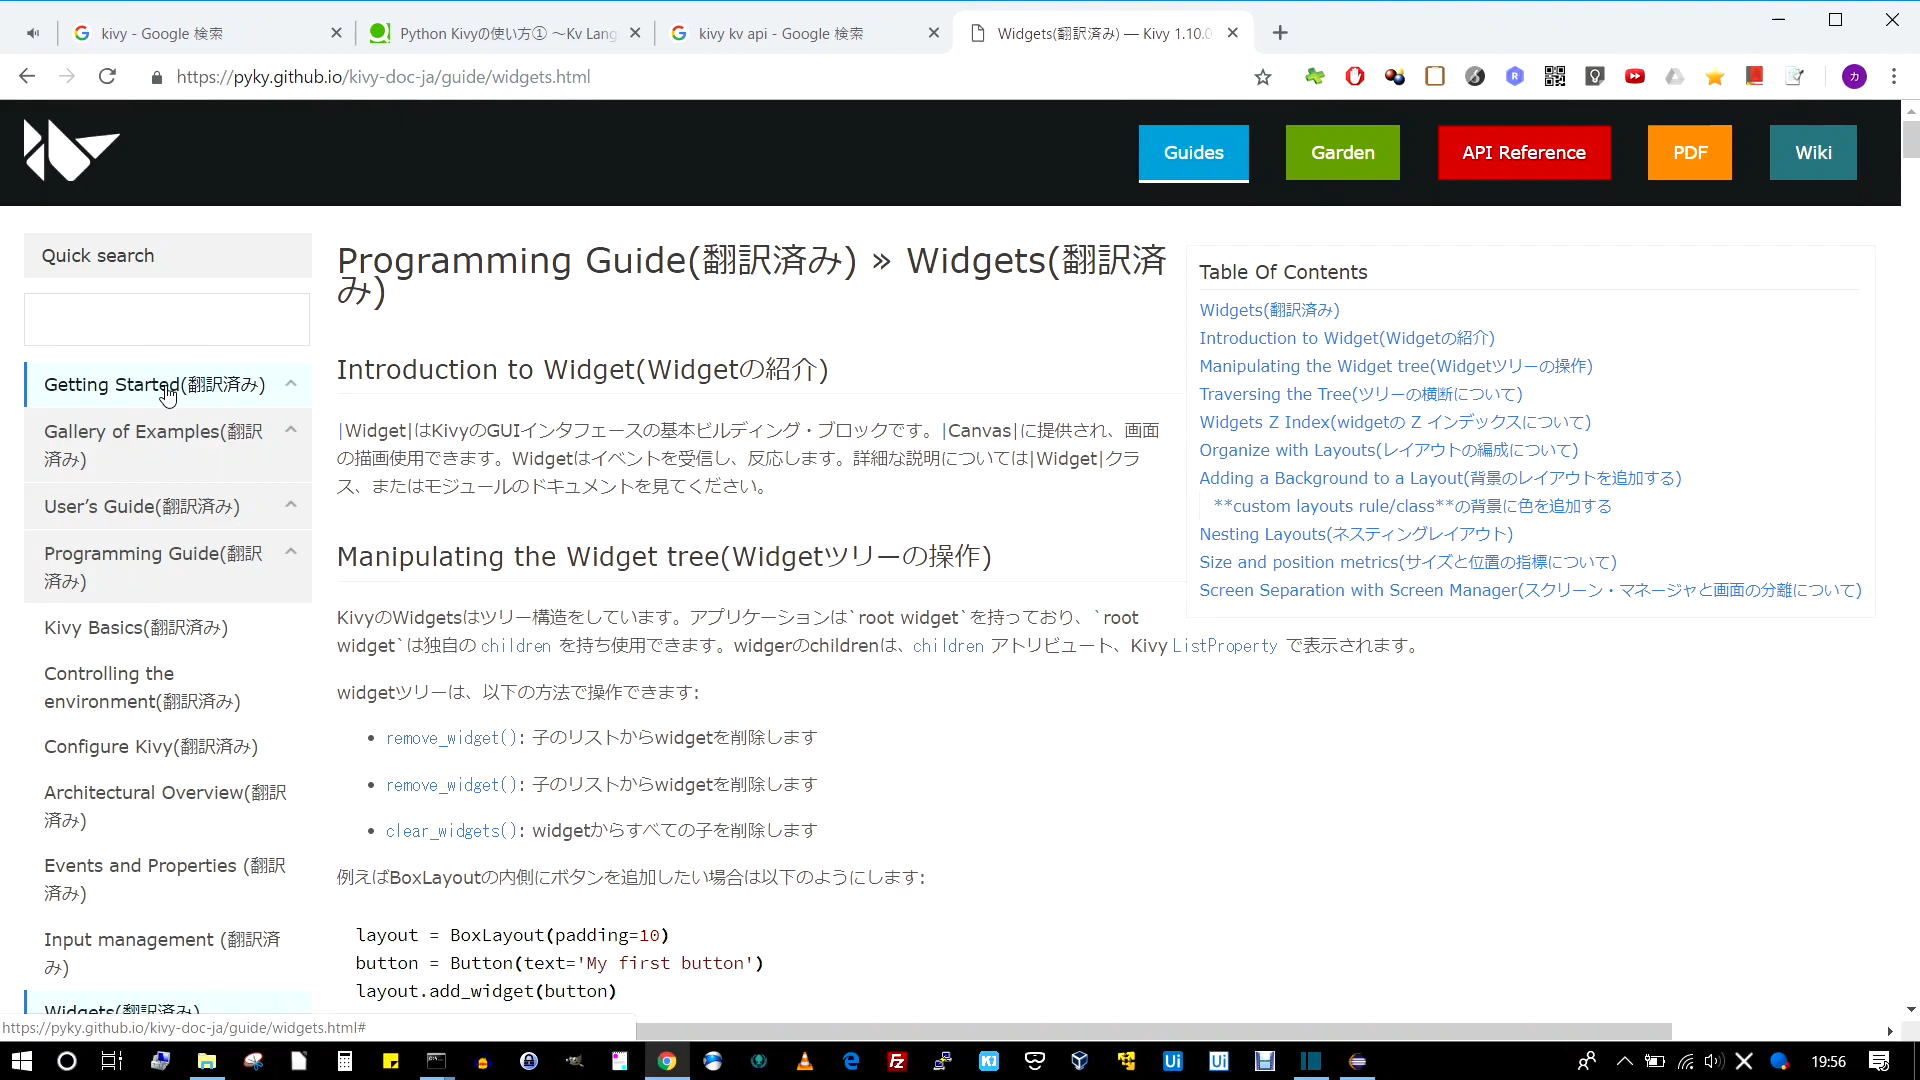 kivy - Google 検索
Python Kivyの使い方① ～Kv Lang
kivy kv api - Google 検索
Widgets(翻訳済み) — Kivy 1.10.0
https://pyky.github.io/kivy-doc-ja/guide/widgets.html
カ
Guides
Garden
API Reference
PDF
Wiki
Quick search
Getting Started(翻訳済み)
Gallery of Examples(翻訳
済み)
User’s Guide(翻訳済み)
Programming Guide(翻訳
済み)
Kivy Basics(翻訳済み)
Controlling the
environment(翻訳済み)
Configure Kivy(翻訳済み)
Architectural Overview(翻訳
済み)
Events and Properties (翻訳
済み)
Input management (翻訳済
み)
Widgets(翻訳済み)
Programming Guide(翻訳済み) » Widgets(翻訳済
み)
Introduction to Widget(Widgetの紹介)
|Widget|はKivyのGUIインタフェースの基本ビルディング・ブロックです。|Canvas|に提供され、画面
の描画使用できます。Widgetはイベントを受信し、反応します。詳細な説明については|Widget|クラ
ス、またはモジュールのドキュメントを見てください。
Manipulating the Widget tree(Widgetツリーの操作)
KivyのWidgetsはツリー構造をしています。アプリケーションは`root widget`を持っており、`root
widget`は独自の children を持ち使用できます。widgerのchildrenは、children アトリビュート、Kivy ListProperty で表示されます。
widgetツリーは、以下の方法で操作できます:
• remove_widget(): 子のリストからwidgetを削除します
• remove_widget(): 子のリストからwidgetを削除します
• clear_widgets(): widgetからすべての子を削除します
例えばBoxLayoutの内側にボタンを追加したい場合は以下のようにします:
layout = BoxLayout(padding=10)
button = Button(text='My first button')
layout.add_widget(button)
Table Of Contents
Widgets(翻訳済み)
Introduction to Widget(Widgetの紹介)
Manipulating the Widget tree(Widgetツリーの操作)
Traversing the Tree(ツリーの横断について)
Widgets Z Index(widgetの Z インデックスについて)
Organize with Layouts(レイアウトの編成について)
Adding a Background to a Layout(背景のレイアウトを追加する)
**custom layouts rule/class**の背景に色を追加する
Nesting Layouts(ネスティングレイアウト)
Size and position metrics(サイズと位置の指標について)
Screen Separation with Screen Manager(スクリーン・マネージャと画面の分離について)
https://pyky.github.io/kivy-doc-ja/guide/widgets.html#
19:56